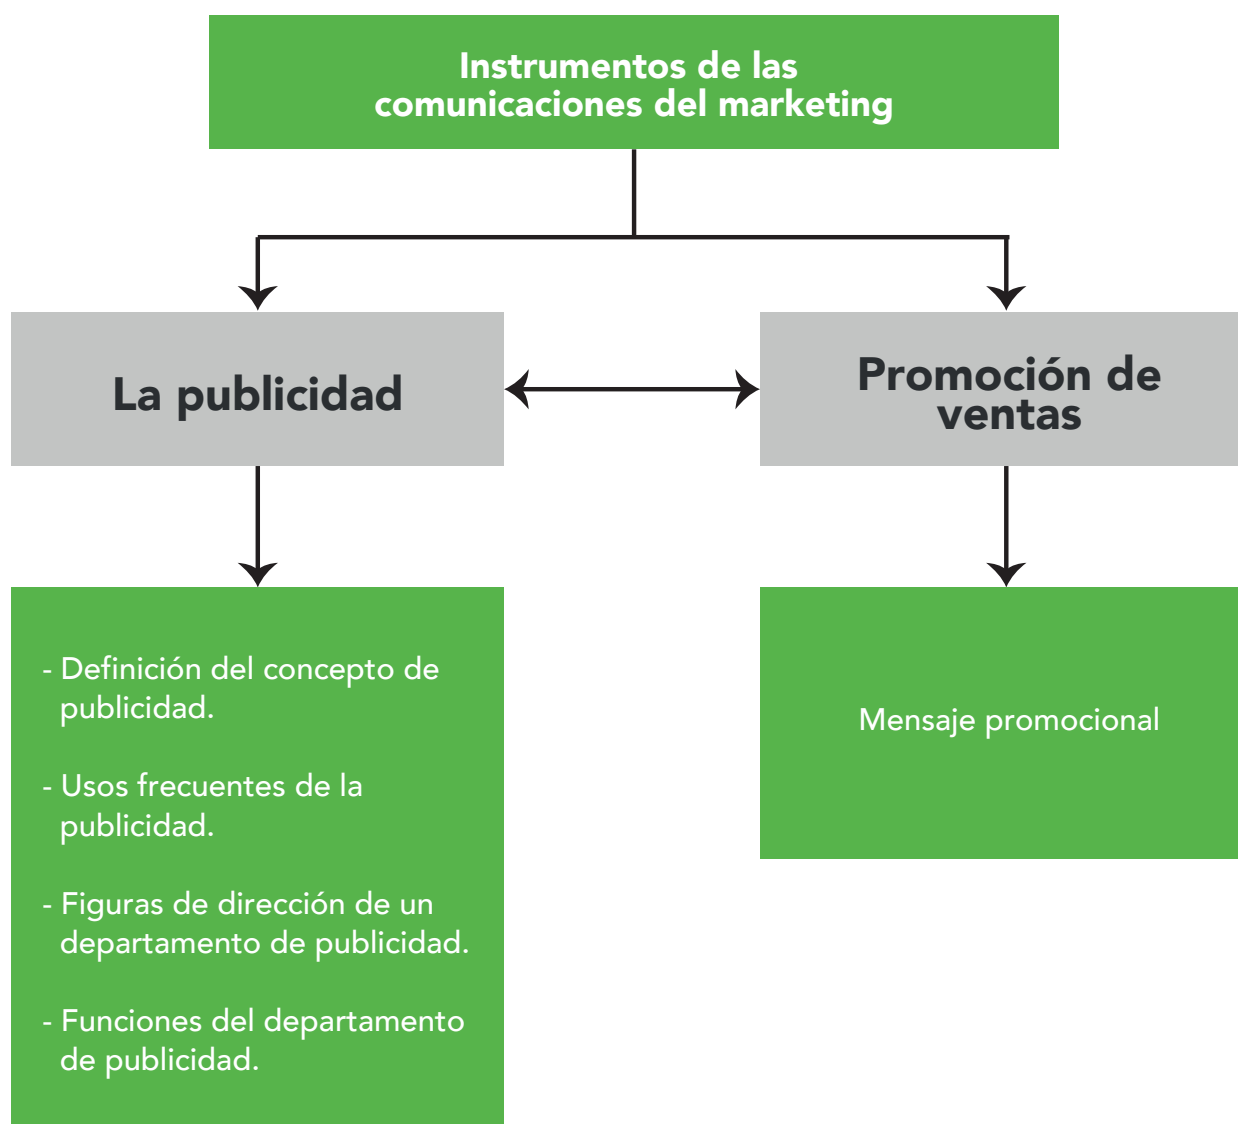 Instrumentos de las
comunicaciones del marketing
La publicidad
Promoción de
ventas
- Definición del concepto de
publicidad.
- Usos frecuentes de la
publicidad.
- Figuras de dirección de un
departamento de publicidad.
- Funciones del departamento
de publicidad.
Mensaje promocional